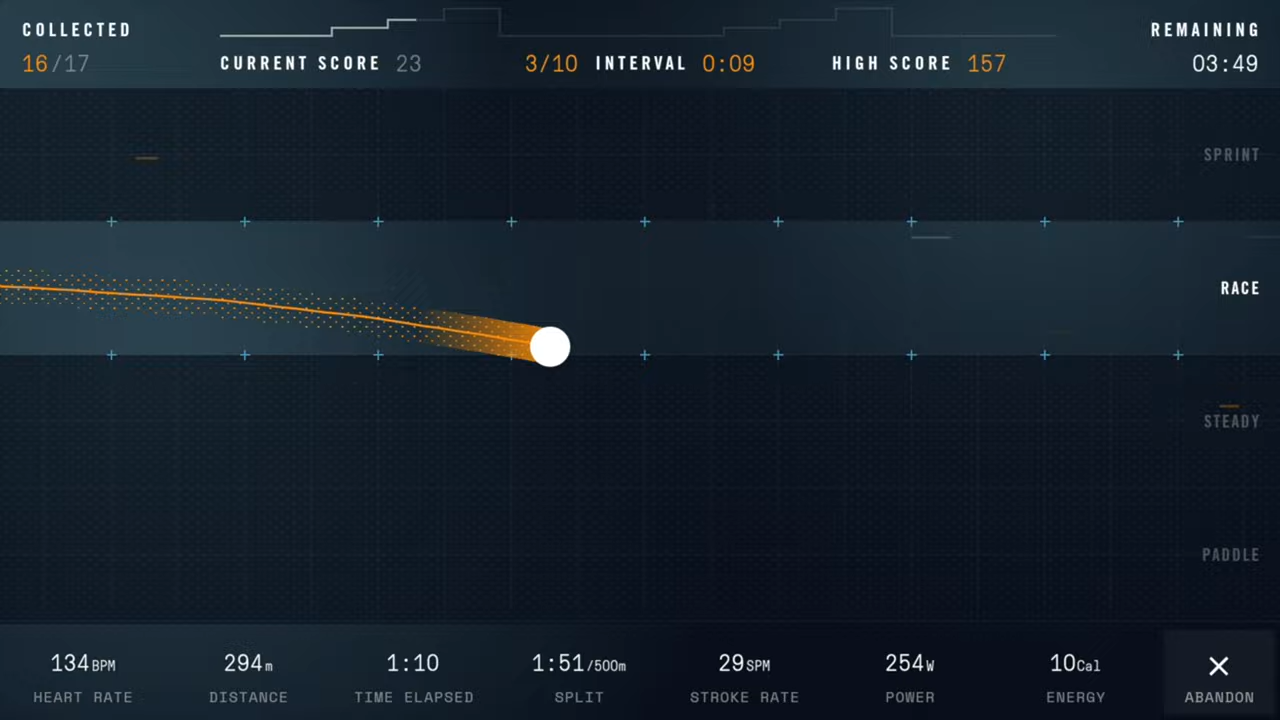 COLLECTED
16/17
CURRENT SCORE 23
3/10 INTERVAL 0:09
HIGH SCORE 157
REMAINING
03:49
SPRINT
RACE
STEADY
PADDLE
134BPM
HEART RATE
294m
DISTANCE
1:10
TIME ELAPSED
1:51/500m
SPLIT
29SPM
STROKE RATE
254W
POWER
10Cal
ENERGY
ABANDON